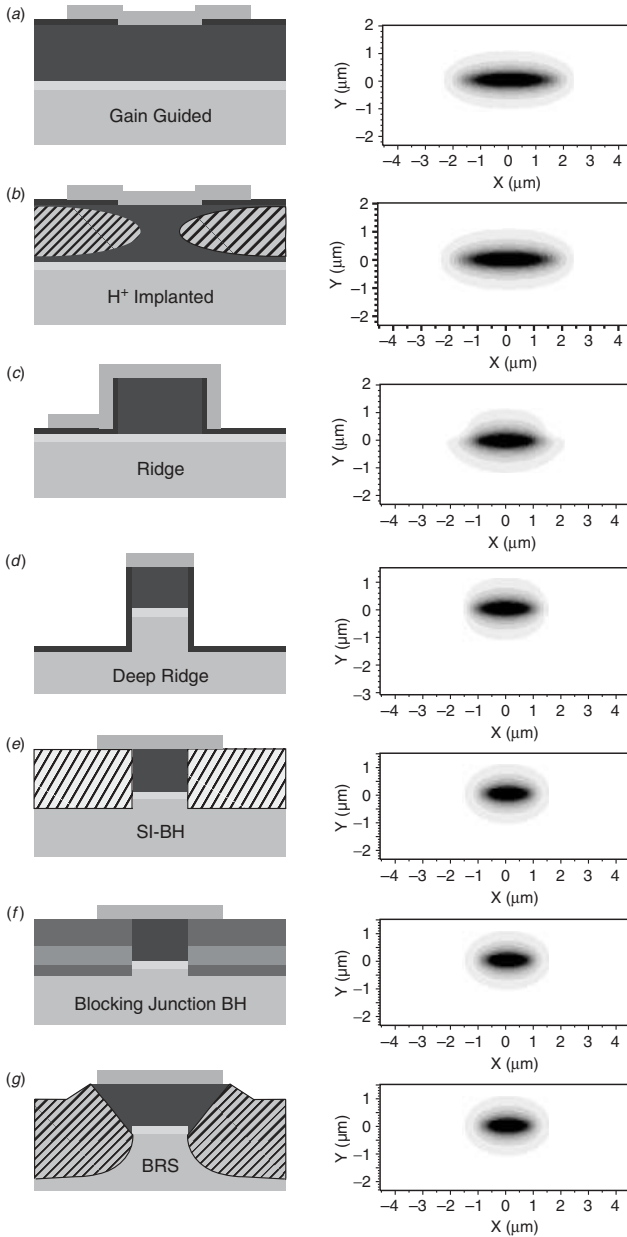 (a)
Gain Guided
Y (μm)
2
1
0
−1
−2
−4 −3 −2 −1 0 1 2 3 4
X (μm)
(b)
H+ Implanted
Y (μm)
2
1
0
−1
−2
−4 −3 −2 −1 0 1 2 3 4
X (μm)
(c)
Ridge
Y (μm)
2
1
0
−1
−2
−4 −3 −2 −1 0 1 2 3 4
X (μm)
(d)
Deep Ridge
Y (μm)
1
0
−1
−2
−3
−4 −3 −2 −1 0 1 2 3 4
X (μm)
(e)
SI-BH
Y (μm)
1
0
−1
−2
−4 −3 −2 −1 0 1 2 3 4
X (μm)
(f)
Blocking Junction BH
Y (μm)
1
0
−1
−2
−4 −3 −2 −1 0 1 2 3 4
X (μm)
(g)
BRS
Y (μm)
1
0
−1
−2
−4 −3 −2 −1 0 1 2 3 4
X (μm)